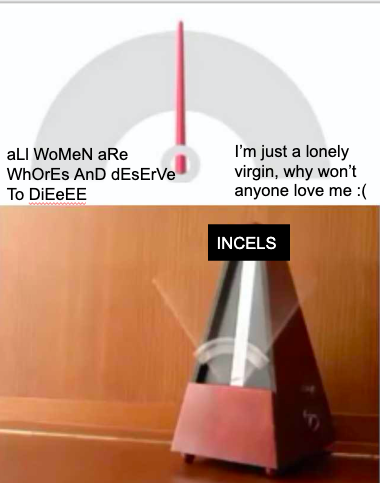 aLl WoMeN aRe
WhOrEs AnD dEsErVe
To DiEeEE
I'm just a lonely
virgin, why won't
anyone love me :(
INCELS